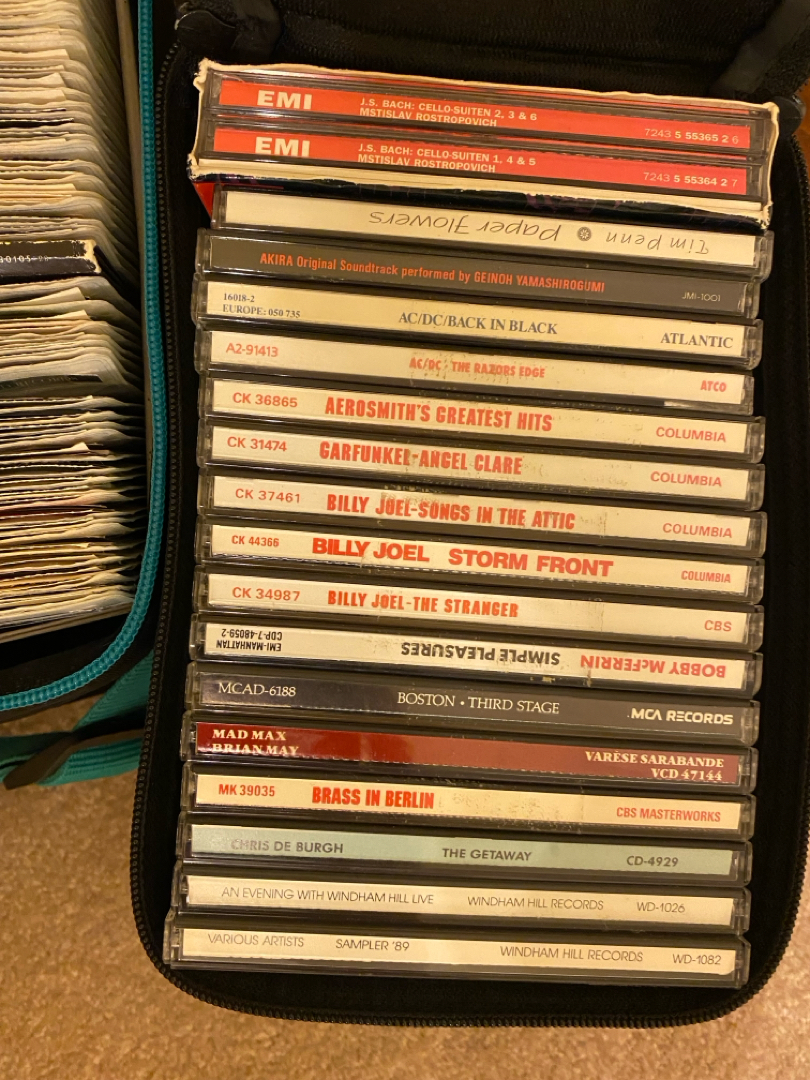 EMI J.S. BACH: CELLO-SUITEN 2, 3 & 6
MSTISLAV ROSTROPOVICH 7243 5 55365 2 6
EMI J.S. BACH: CELLO-SUITEN 1, 4 & 5
MSTISLAV ROSTROPOVICH 7243 5 55364 2 7
Tim Penn Paper Flowers
AKIRA Original Soundtrack performed by GEINOH YAMASHIROGUMI JMI-1001
16018-2
EUROPE: 050 735 AC/DC/BACK IN BLACK ATLANTIC
A2-91413 AC/DC THE RAZORS EDGE ATCO
CK 36865 AEROSMITH'S GREATEST HITS COLUMBIA
CK 31474 GARFUNKEL-ANGEL CLARE COLUMBIA
CK 37461 BILLY JOEL-SONGS IN THE ATTIC COLUMBIA
CK 44366 BILLY JOEL STORM FRONT COLUMBIA
CK 34987 BILLY JOEL-THE STRANGER CBS
BOBBY McFERRIN SIMPLE PLEASURES EMI-MANHATTAN
CDP-7-48059-2
MCAD-6188 BOSTON • THIRD STAGE MCA RECORDS
MAD MAX
BRIAN MAY VARÈSE SARABANDE
VCD 47144
MK 39035 BRASS IN BERLIN CBS MASTERWORKS
CHRIS DE BURGH THE GETAWAY CD-4929
AN EVENING WITH WINDHAM HILL LIVE WINDHAM HILL RECORDS WD-1026
VARIOUS ARTISTS SAMPLER '89 WINDHAM HILL RECORDS WD-1082